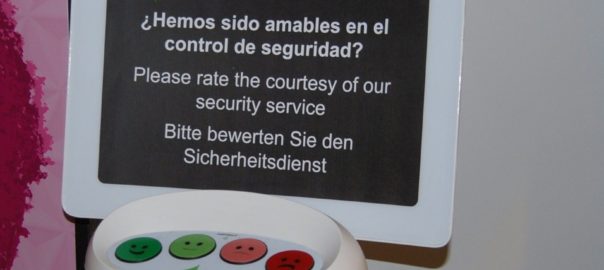 ¿Hemos sido amables en el
control de seguridad?
Please rate the courtesy of our
security service
Bitte bewerten Sie den
Sicherheitsdienst